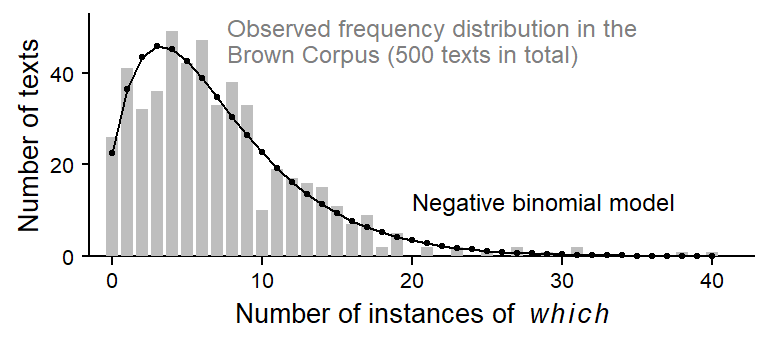 Observed frequency distribution in the
Brown Corpus (500 texts in total)
Number of texts
40
20
0
Negative binomial model
0 10 20 30 40
Number of instances of which